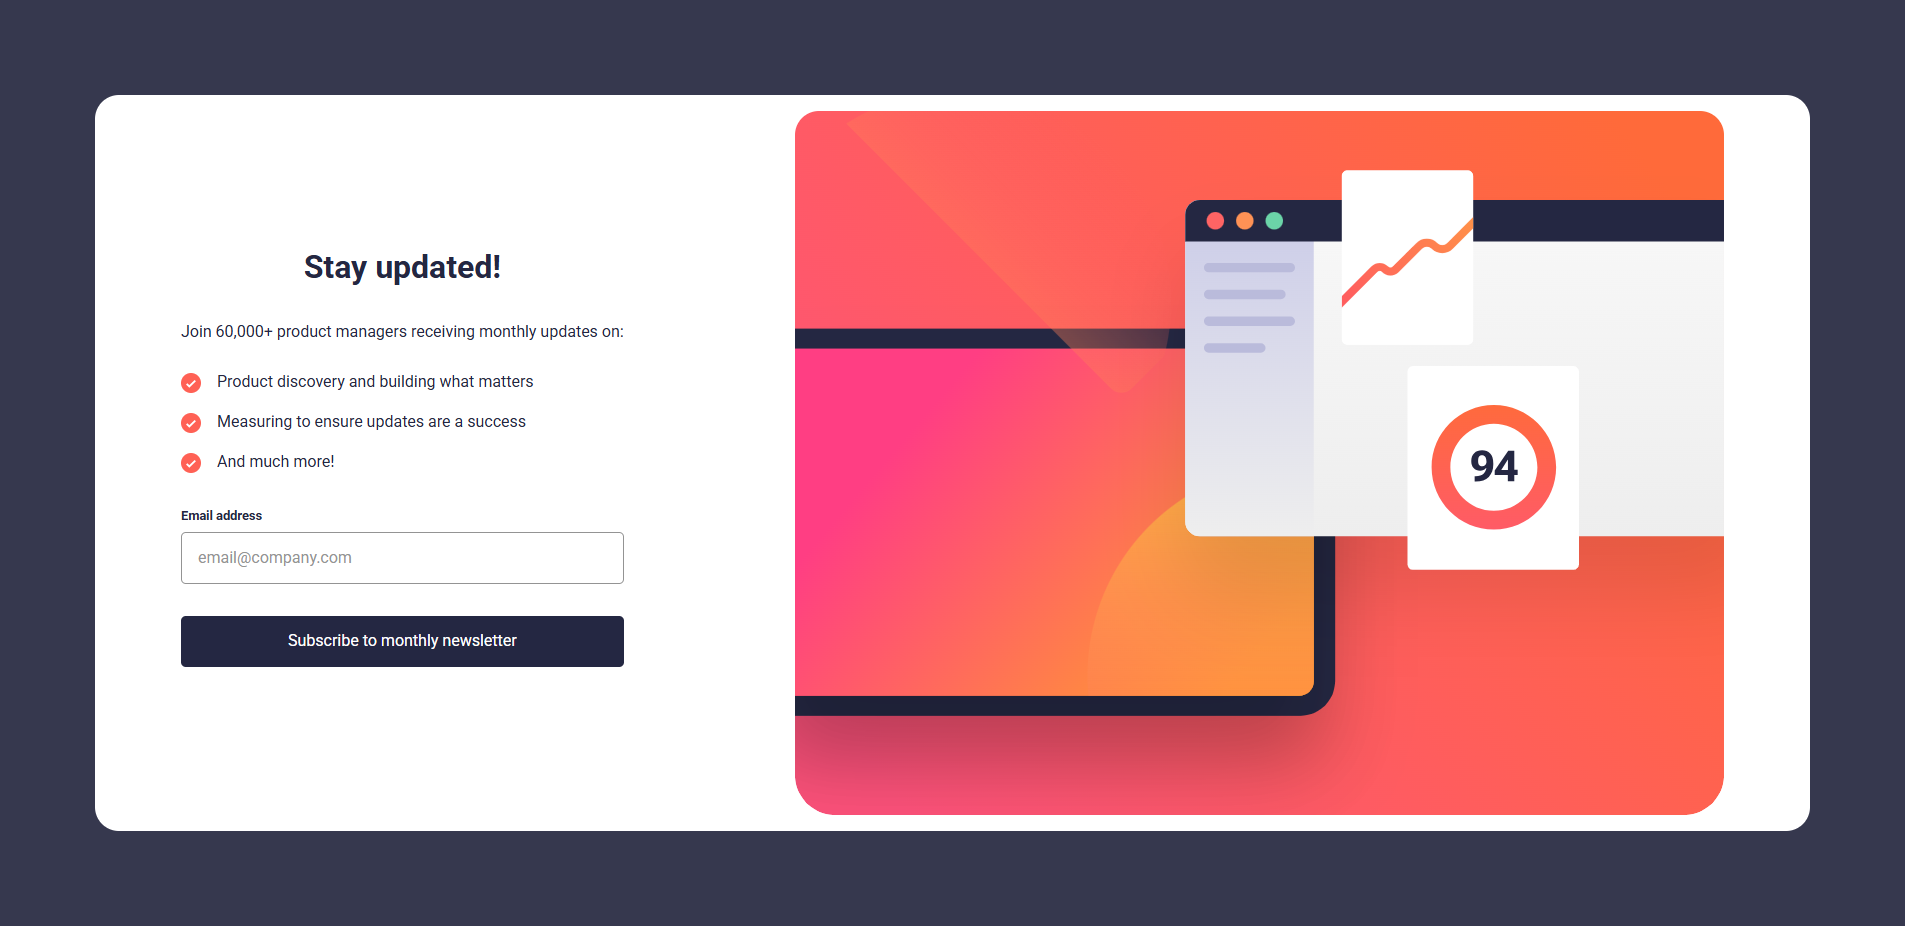 Stay updated!
Join 60,000+ product managers receiving monthly updates on:
Product discovery and building what matters
Measuring to ensure updates are a success
And much more!
Email address
email@company.com
Subscribe to monthly newsletter
94